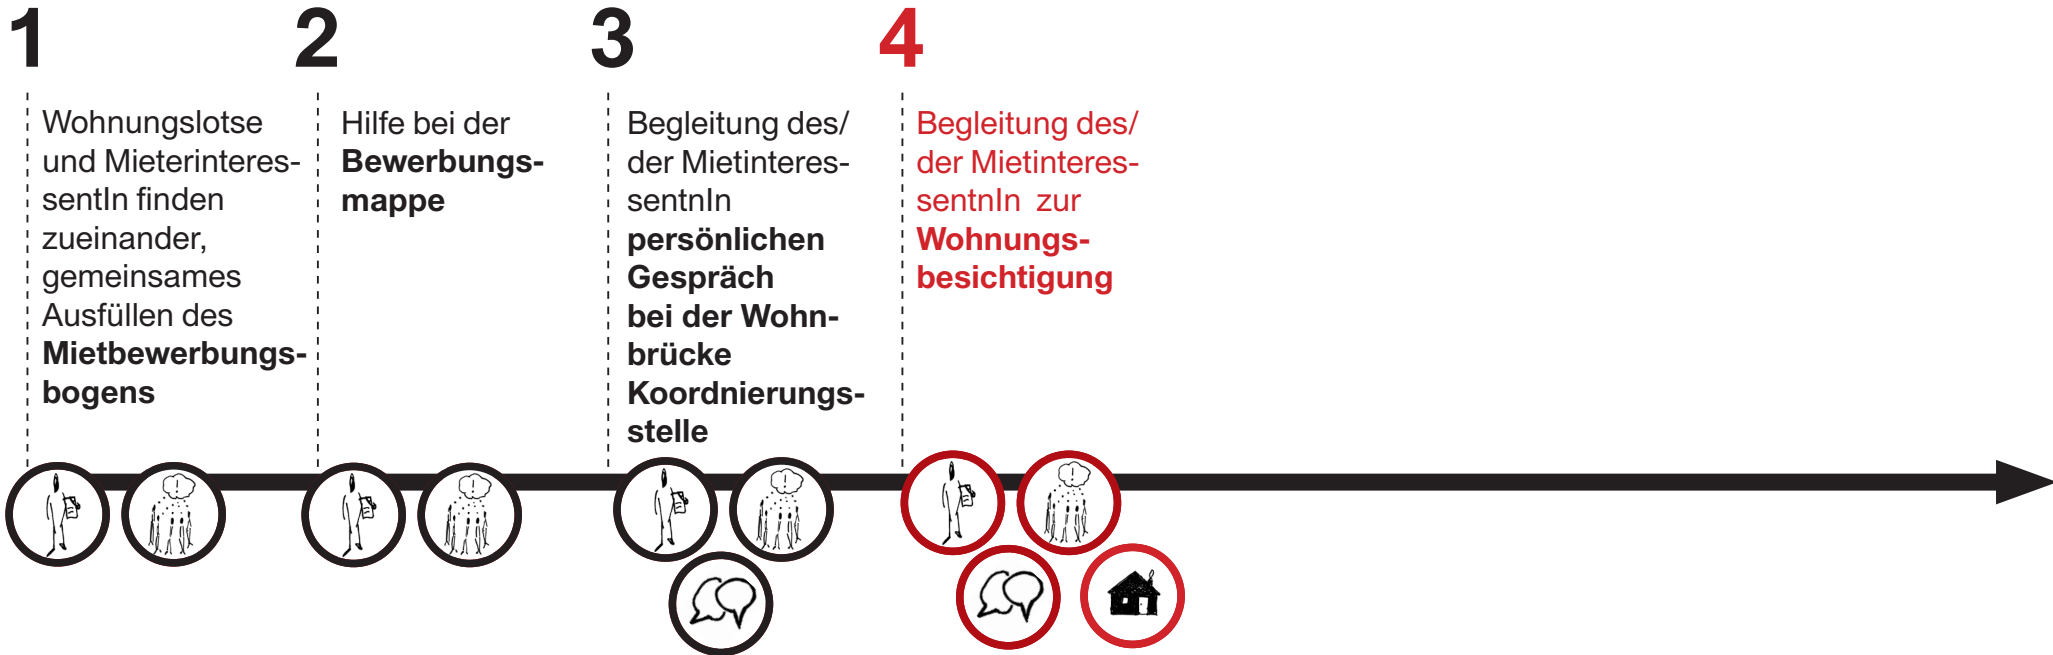 1
Wohnungslotse
und Mieterinteres-
sentIn finden
zueinander,
gemeinsames
Ausfüllen des
Mietbewerbungs-
bogens
2
Hilfe bei der
Bewerbungs-
mappe
3
Begleitung des/
der Mietinteres-
sentnIn
persönlichen
Gespräch
bei der Wohn-
brücke
Koordnierungs-
stelle
4
Begleitung des/
der Mietinteres-
sentnIn  zur
Wohnungs-
besichtigung